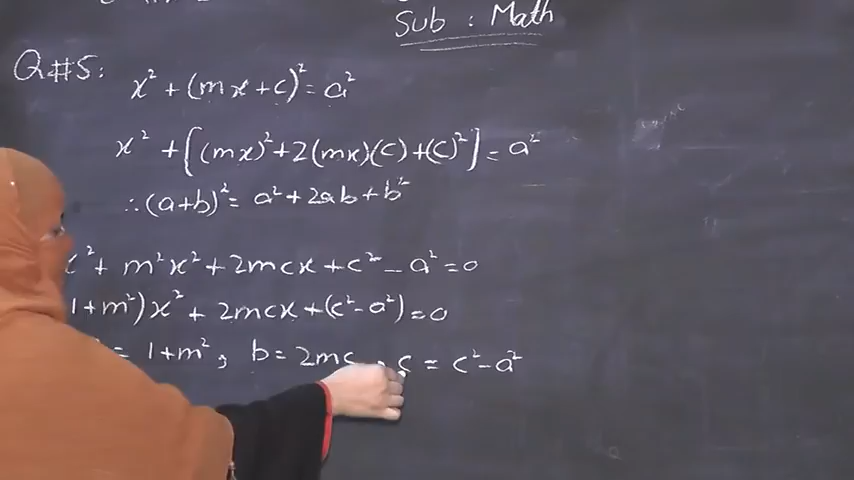 Sub : Math
Q#5:
x² + (mx+c)² = a²
x² + [(mx)²+2(mx)(c)+(c)²] = a²
∴(a+b)² = a²+2ab+b²
x²+ m²x²+2mcx+c²-a²=0
1+m²)x²+ 2mcx+(c²-a²)=0
= 1+m² ; b = 2mc , c = c²-a²